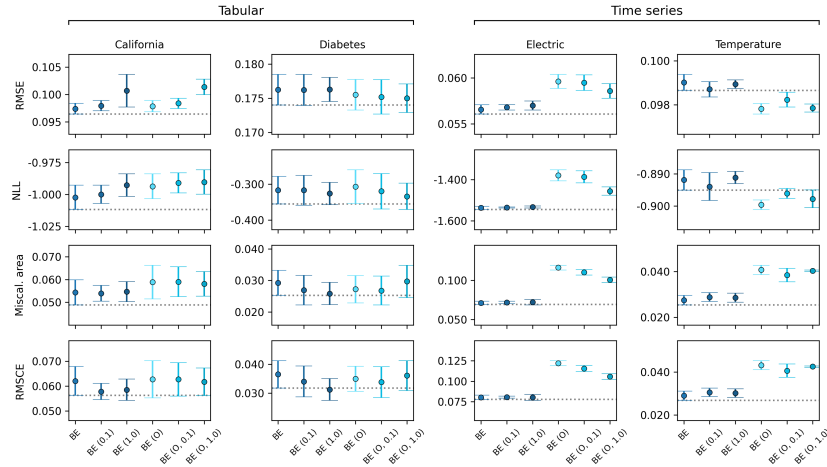 Tabular Time series
California Diabetes Electric Temperature
RMSE 0.105 0.100 0.095 0.180 0.175 0.170 0.060 0.055 0.100 0.098
NLL -0.975 -1.000 -1.025 -0.300 -0.400 -1.400 -1.600 -0.890 -0.900
Miscal. area 0.070 0.060 0.050 0.040 0.030 0.020 0.100 0.050 0.040 0.020
RMSCE 0.070 0.060 0.050 0.040 0.030 0.125 0.100 0.075 0.040 0.020
BE BE (0.1) BE (1.0) BE (O) BE (O, 0.1) BE (O, 1.0) BE BE (0.1) BE (1.0) BE (O) BE (O, 0.1) BE (O, 1.0) BE BE (0.1) BE (1.0) BE (O) BE (O, 0.1) BE (O, 1.0) BE BE (0.1) BE (1.0) BE (O) BE (O, 0.1) BE (O, 1.0)